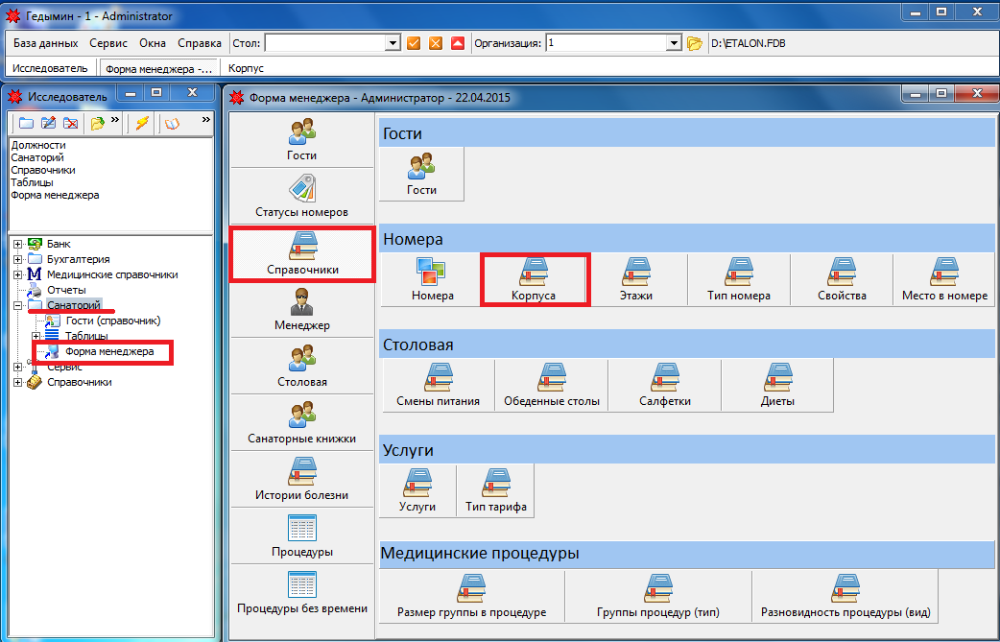 Гедымин - 1 - Administrator
База данных Сервис Окна Справка Стол: Организация: 1 D:\ETALON.FDB
Исследователь Форма менеджера -... Корпус
Исследователь
Должности
Санаторий
Справочники
Таблицы
Форма менеджера
Банк
Бухгалтерия
Медицинские справочники
Отчеты
Санаторий
Гости (справочник)
Таблицы
Форма менеджера
Сервис
Справочники
Форма менеджера - Администратор - 22.04.2015
Гости
Статусы номеров
Справочники
Менеджер
Столовая
Санаторные книжки
Истории болезни
Процедуры
Процедуры без времени
Гости
Гости
Номера
Номера Корпуса Этажи Тип номера Свойства Место в номере
Столовая
Смены питания Обеденные столы Салфетки Диеты
Услуги
Услуги Тип тарифа
Медицинские процедуры
Размер группы в процедуре Группы процедур (тип) Разновидность процедуры (вид)